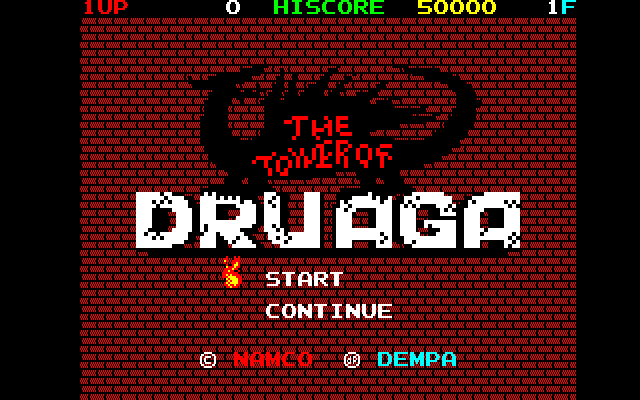 1UP 0 HISCORE 50000 1F
THE
TOWER OF
DRUAGA
START
CONTINUE
© NAMCO @ DEMPA